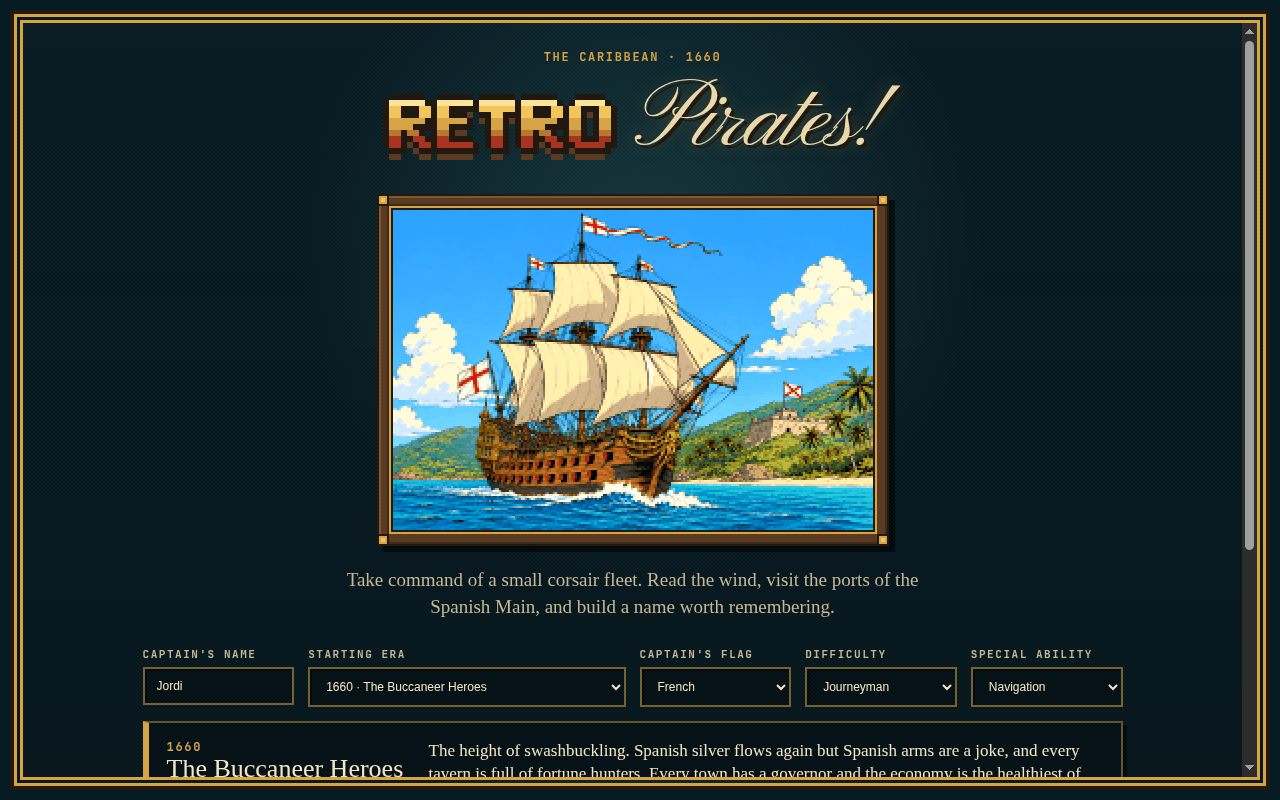 THE CARIBBEAN · 1660
RETRO Pirates!
Take command of a small corsair fleet. Read the wind, visit the ports of the
Spanish Main, and build a name worth remembering.
CAPTAIN'S NAME STARTING ERA CAPTAIN'S FLAG DIFFICULTY SPECIAL ABILITY
Jordi 1660 · The Buccaneer Heroes French Journeyman Navigation
1660
The Buccaneer Heroes
The height of swashbuckling. Spanish silver flows again but Spanish arms are a joke, and every
tavern is full of fortune hunters. Every town has a governor and the economy is the healthiest of